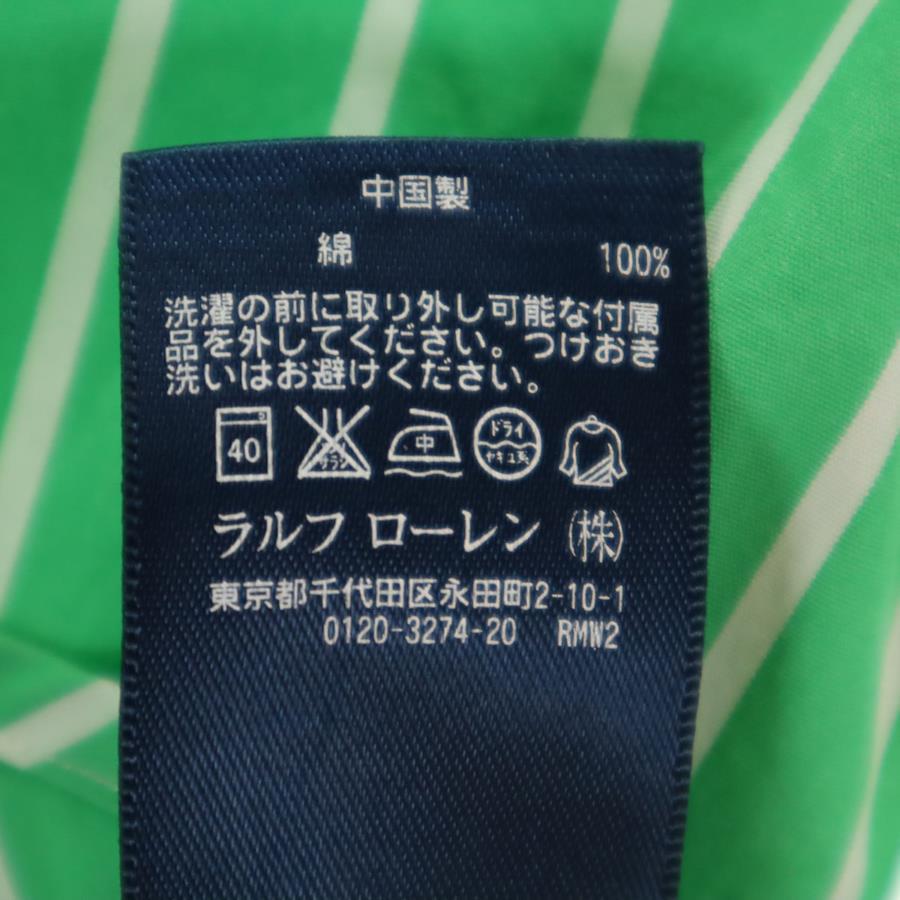 中国製
綿 100%
洗濯の前に取り外し可能な付属
品を外してください。つけおき
洗いはお避けください。
40 中 ドライ
ラルフ ローレン (株)
東京都千代田区永田町2-10-1
0120-3274-20 RMW2